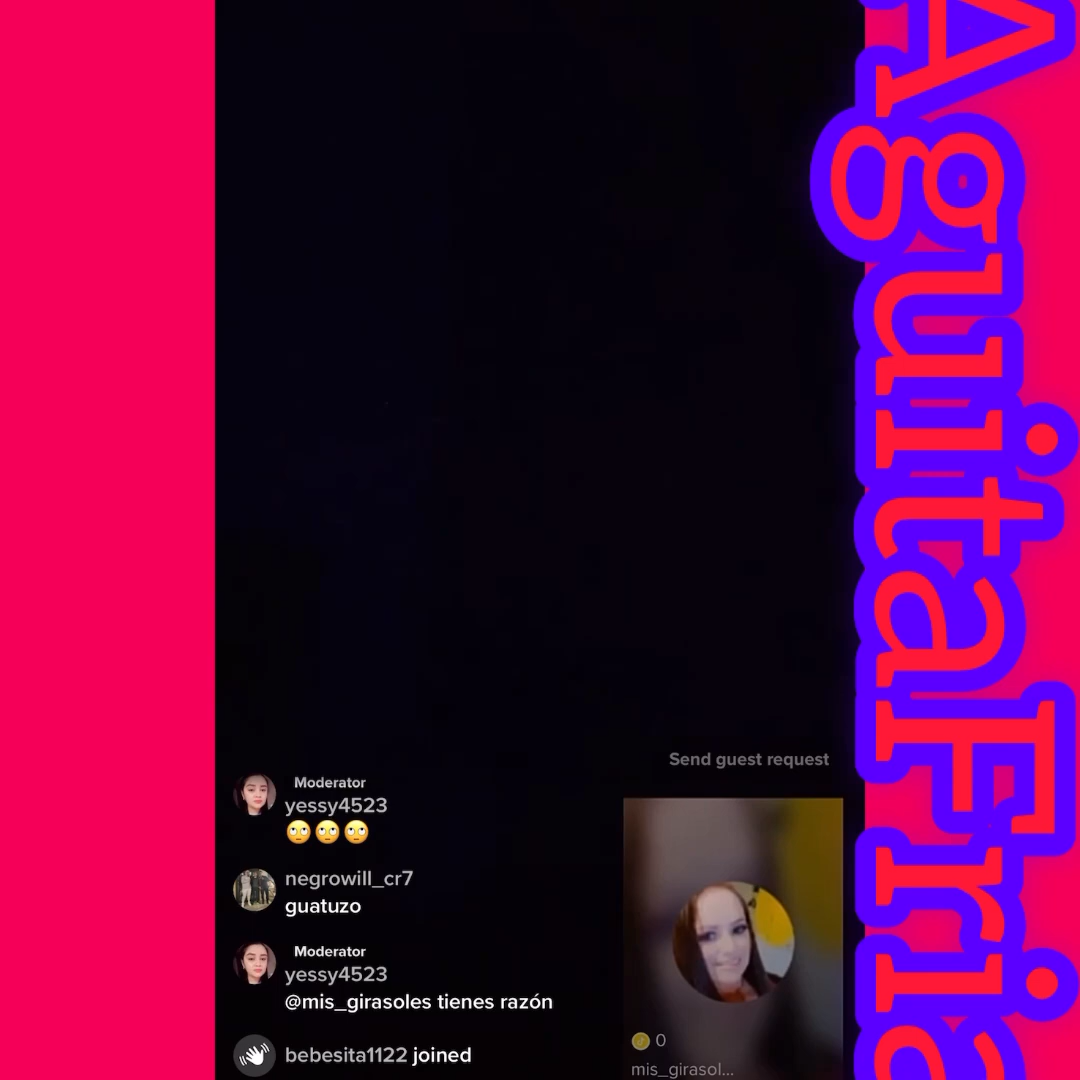 AguitaFria
Send guest request
Moderator
yessy4523
🙄🙄🙄
negrowill_cr7
guatuzo
Moderator
yessy4523
@mis_girasoles tienes razón
bebesita1122 joined
0
mis_girasol...